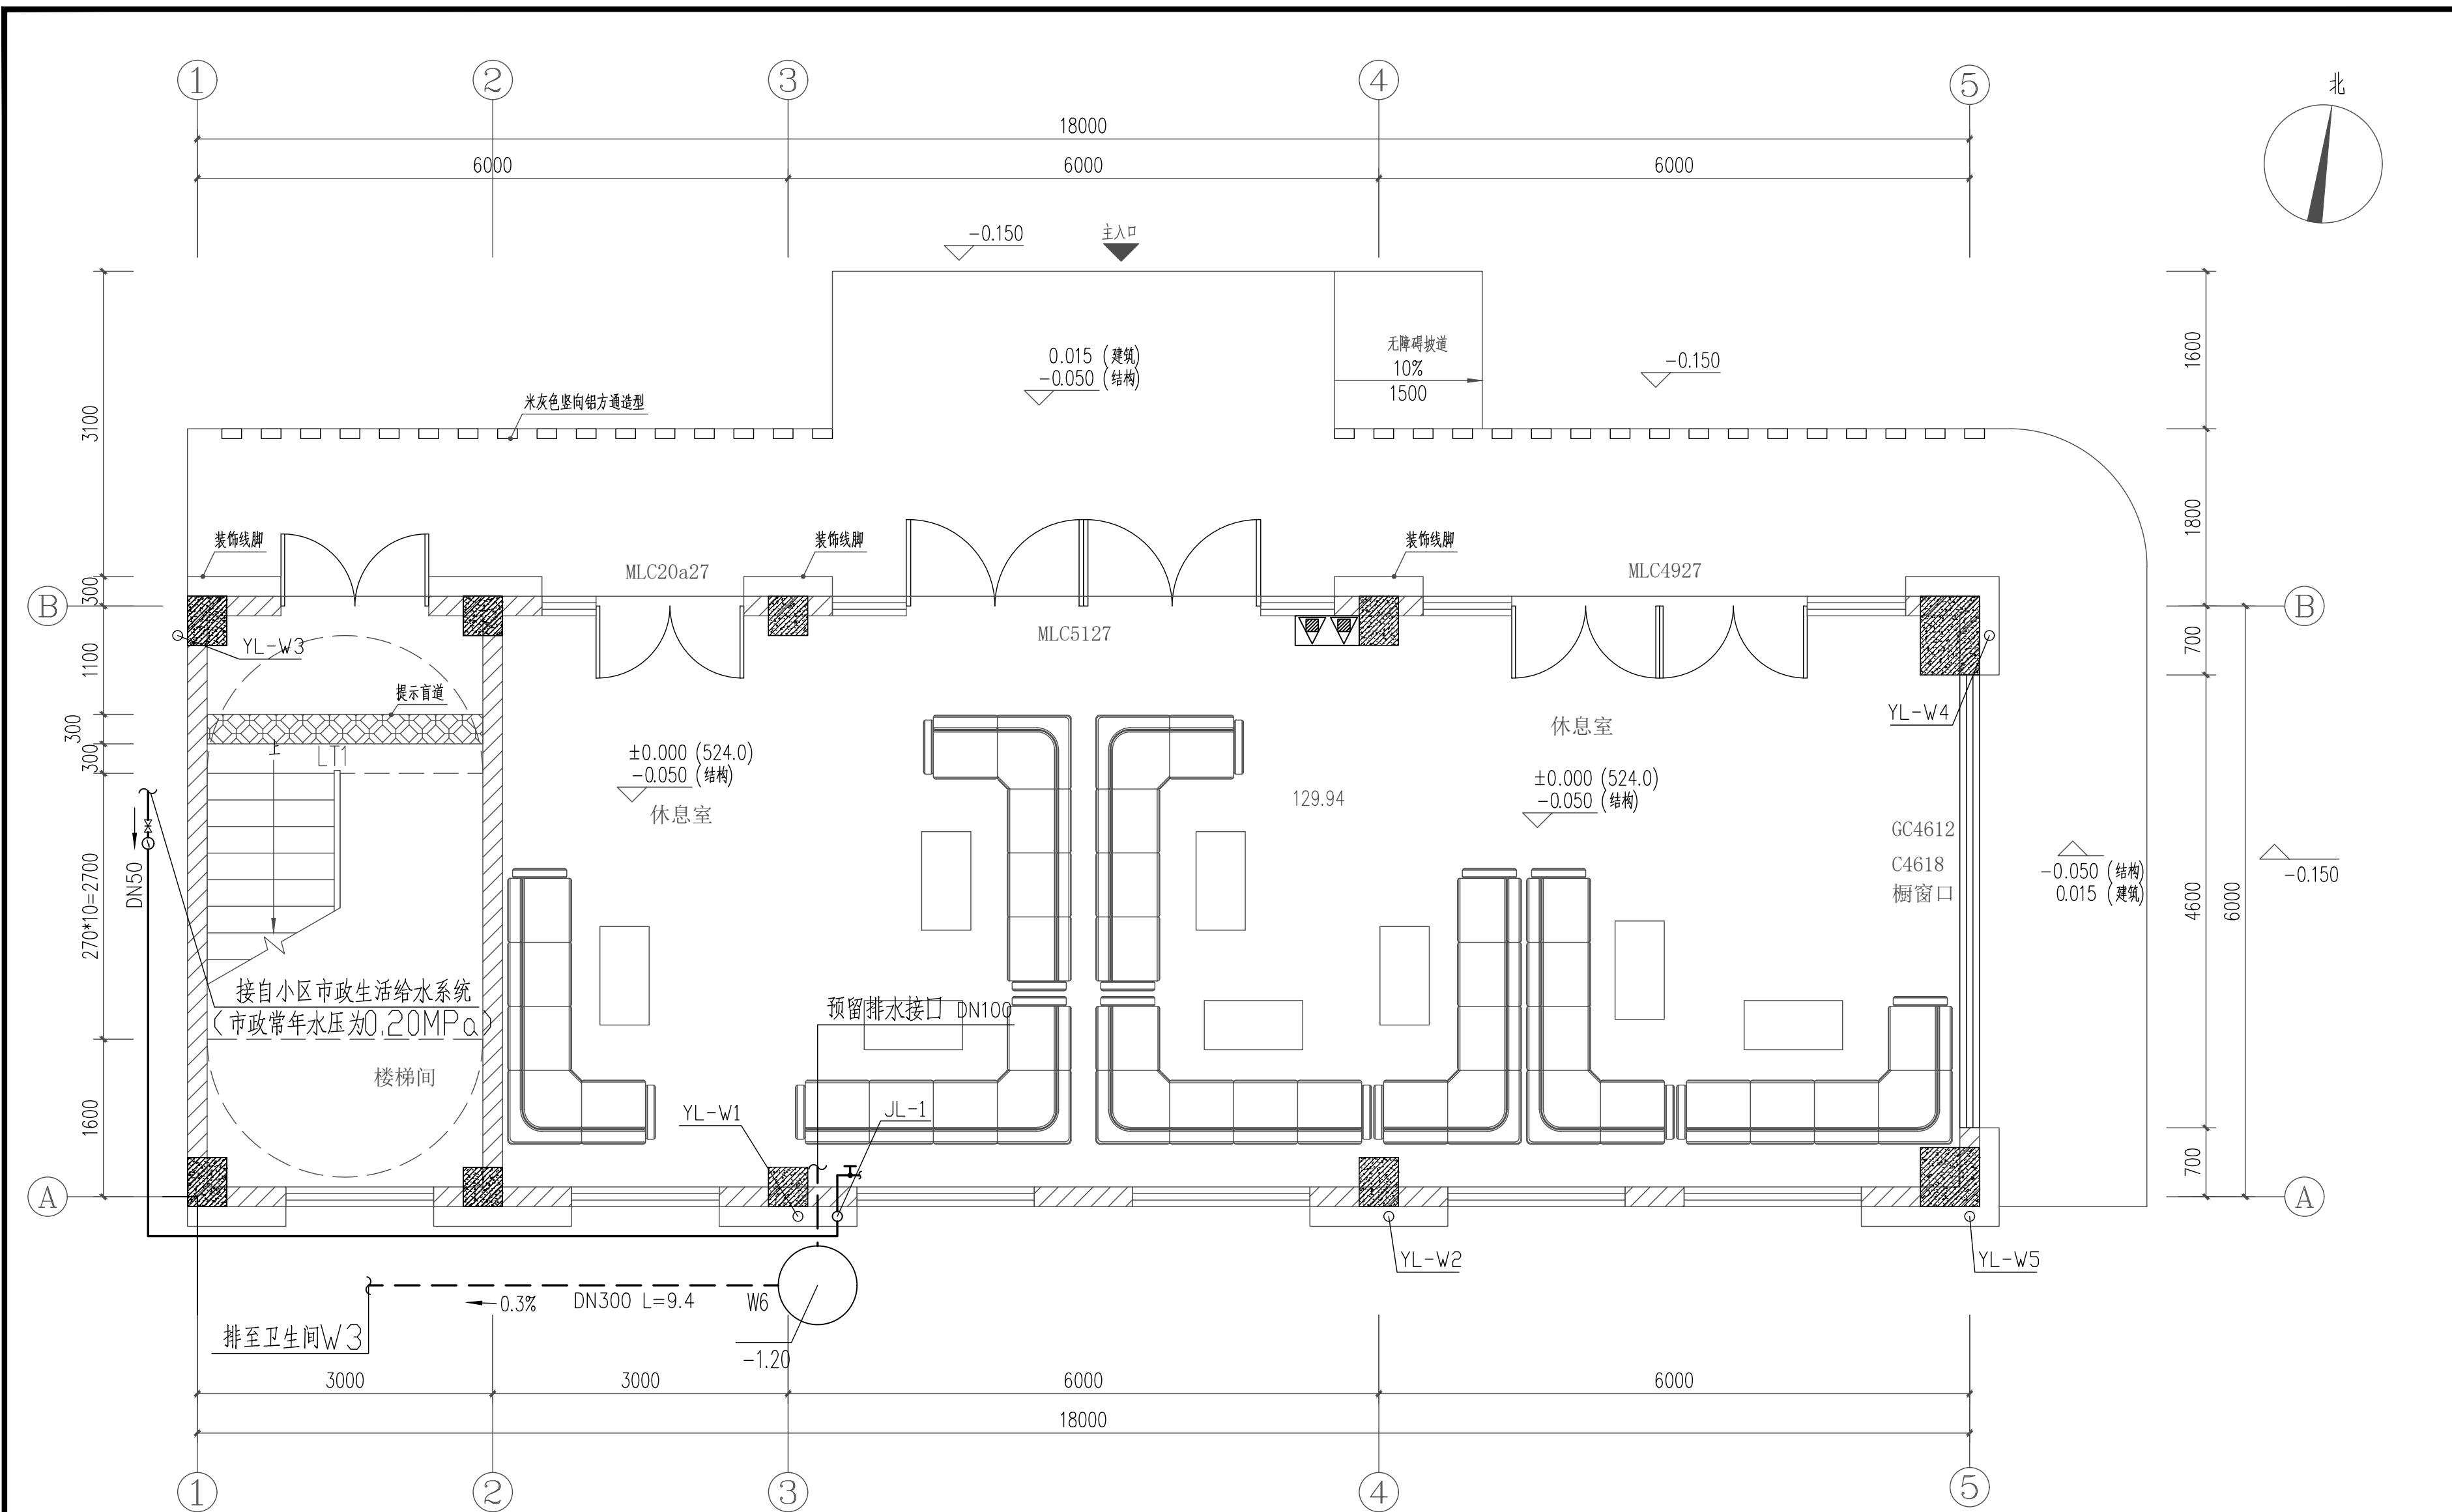 1
2
3
4
5
北
18000
6000
6000
6000
-0.150
主入口
0.015 (建筑)
-0.050 (结构)
无障碍坡道
10%
1500
-0.150
米灰色竖向铝方通造型
3100
300
1100
300
300
270*10=2700
1600
1600
1800
700
4600
6000
700
装饰线脚
装饰线脚
装饰线脚
MLC20a27
MLC5127
MLC4927
B
B
YL-W3
YL-W4
提示盲道
上
LT1
±0.000 (524.0)
-0.050 (结构)
休息室
休息室
±0.000 (524.0)
-0.050 (结构)
129.94
GC4612
C4618
橱窗口
-0.050 (结构)
0.015 (建筑)
-0.150
DN50
接自小区市政生活给水系统
(市政常年水压为0.20MPa)
预留排水接口 DN100
楼梯间
YL-W1
JL-1
A
A
YL-W2
YL-W5
0.3%
DN300 L=9.4
W6
排至卫生间W3
-1.20
3000
3000
6000
6000
18000
1
2
3
4
5